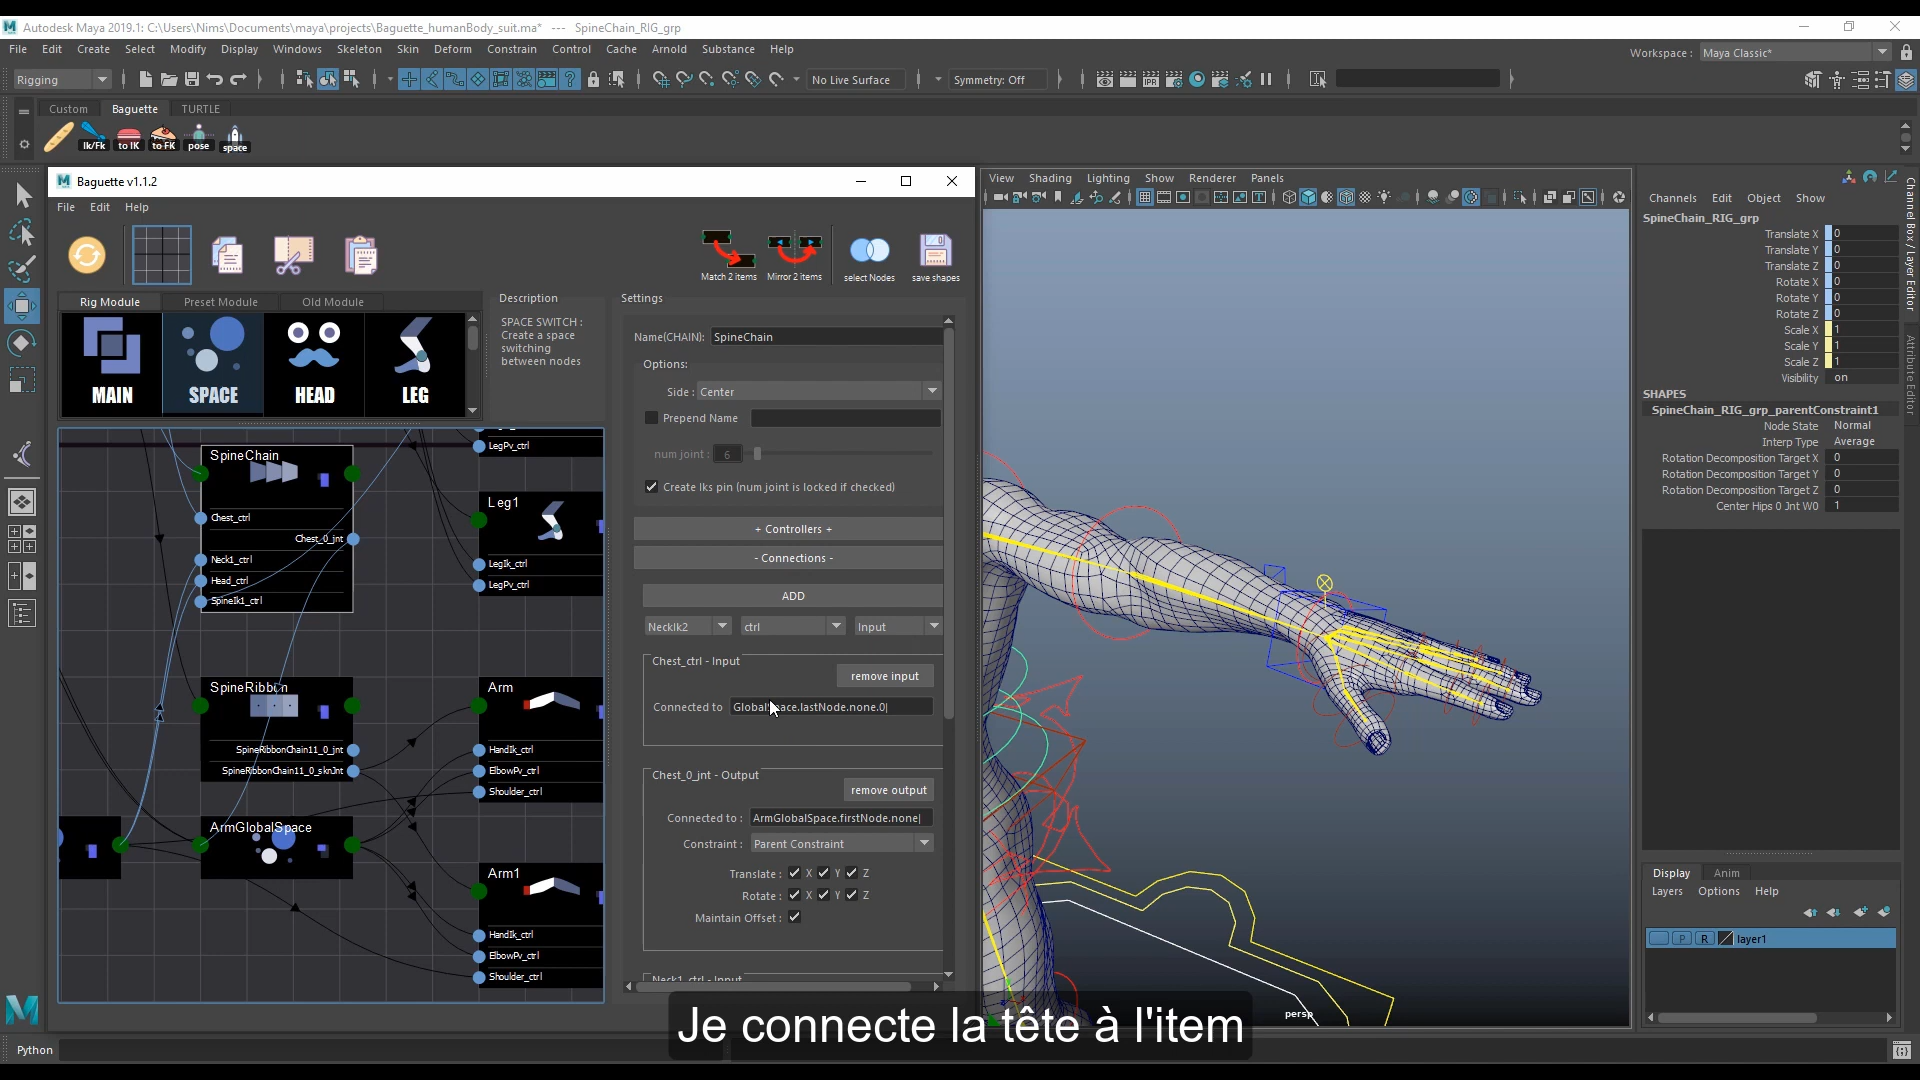 Autodesk Maya 2019.1: C:\Users\Nims\Documents\maya\projects\Baguette_humanBody_suit.ma* --- SpineChain_RIG_grp
File Edit Create Select Modify Display Windows Skeleton Skin Deform Constrain Control Cache Arnold Substance Help
Workspace : Maya Classic*
Rigging
No Live Surface
Symmetry: Off
Custom Baguette TURTLE
Ik/Fk to IK to FK pose space
Baguette v1.1.2
File Edit Help
Match 2 items Mirror 2 items select Nodes save shapes
Rig Module Preset Module Old Module
MAIN SPACE HEAD LEG
Description
SPACE SWITCH :
Create a space
switching
between nodes
Settings
Name(CHAIN): SpineChain
Options:
Side : Center
Prepend Name
num joint : 6
Create Iks pin (num joint is locked if checked)
+ Controllers +
- Connections -
ADD
NeckIk2 ctrl Input
Chest_ctrl - Input
remove input
Connected to
Chest_0_jnt - Output
remove output
Connected to : ArmGlobalSpace.firstNode.none|
Constraint : Parent Constraint
Translate : X Y Z
Rotate : X Y Z
Maintain Offset :
Neck1_ctrl - Input
SpineChain
Chest_ctrl
Chest_0_jnt
Neck1_ctrl
Head_ctrl
SpineIk1_ctrl
SpineRibbon
SpineRibbonChain11_0_jnt
SpineRibbonChain11_0_sknJnt
ArmGlobalSpace
LegPv_ctrl
Leg1
LegIk_ctrl
LegPv_ctrl
Arm
HandIk_ctrl
ElbowPv_ctrl
Shoulder_ctrl
Arm1
HandIk_ctrl
ElbowPv_ctrl
Shoulder_ctrl
View Shading Lighting Show Renderer Panels
persp
Channels Edit Object Show
SpineChain_RIG_grp
Translate X 0
Translate Y 0
Translate Z 0
Rotate X 0
Rotate Y 0
Rotate Z 0
Scale X 1
Scale Y 1
Scale Z 1
Visibility on
SHAPES
SpineChain_RIG_grp_parentConstraint1
Node State Normal
Interp Type Average
Rotation Decomposition Target X 0
Rotation Decomposition Target Y 0
Rotation Decomposition Target Z 0
Center Hips 0 Jnt W0 1
Channel Box / Layer Editor
Attribute Editor
Display Anim
Layers Options Help
P R layer1
Je connecte la tête à l'item
Python